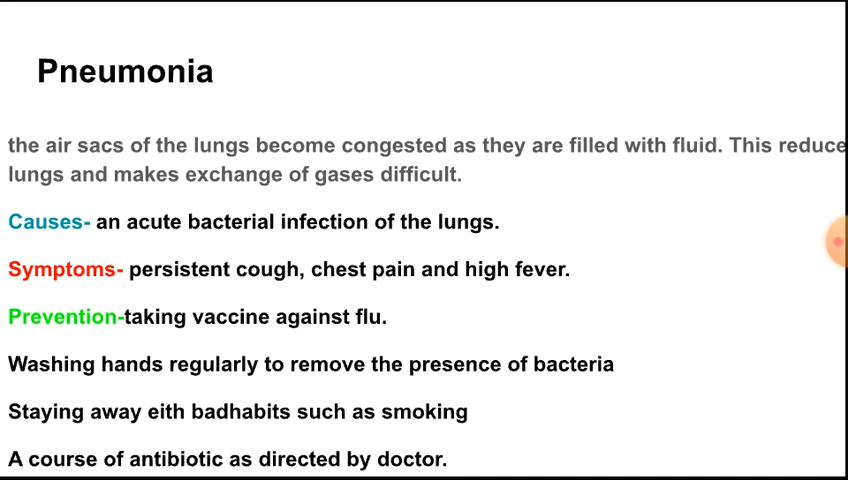 Pneumonia
the air sacs of the lungs become congested as they are filled with fluid. This reduce
lungs and makes exchange of gases difficult.
Causes- an acute bacterial infection of the lungs.
Symptoms- persistent cough, chest pain and high fever.
Prevention-taking vaccine against flu.
Washing hands regularly to remove the presence of bacteria
Staying away eith badhabits such as smoking
A course of antibiotic as directed by doctor.